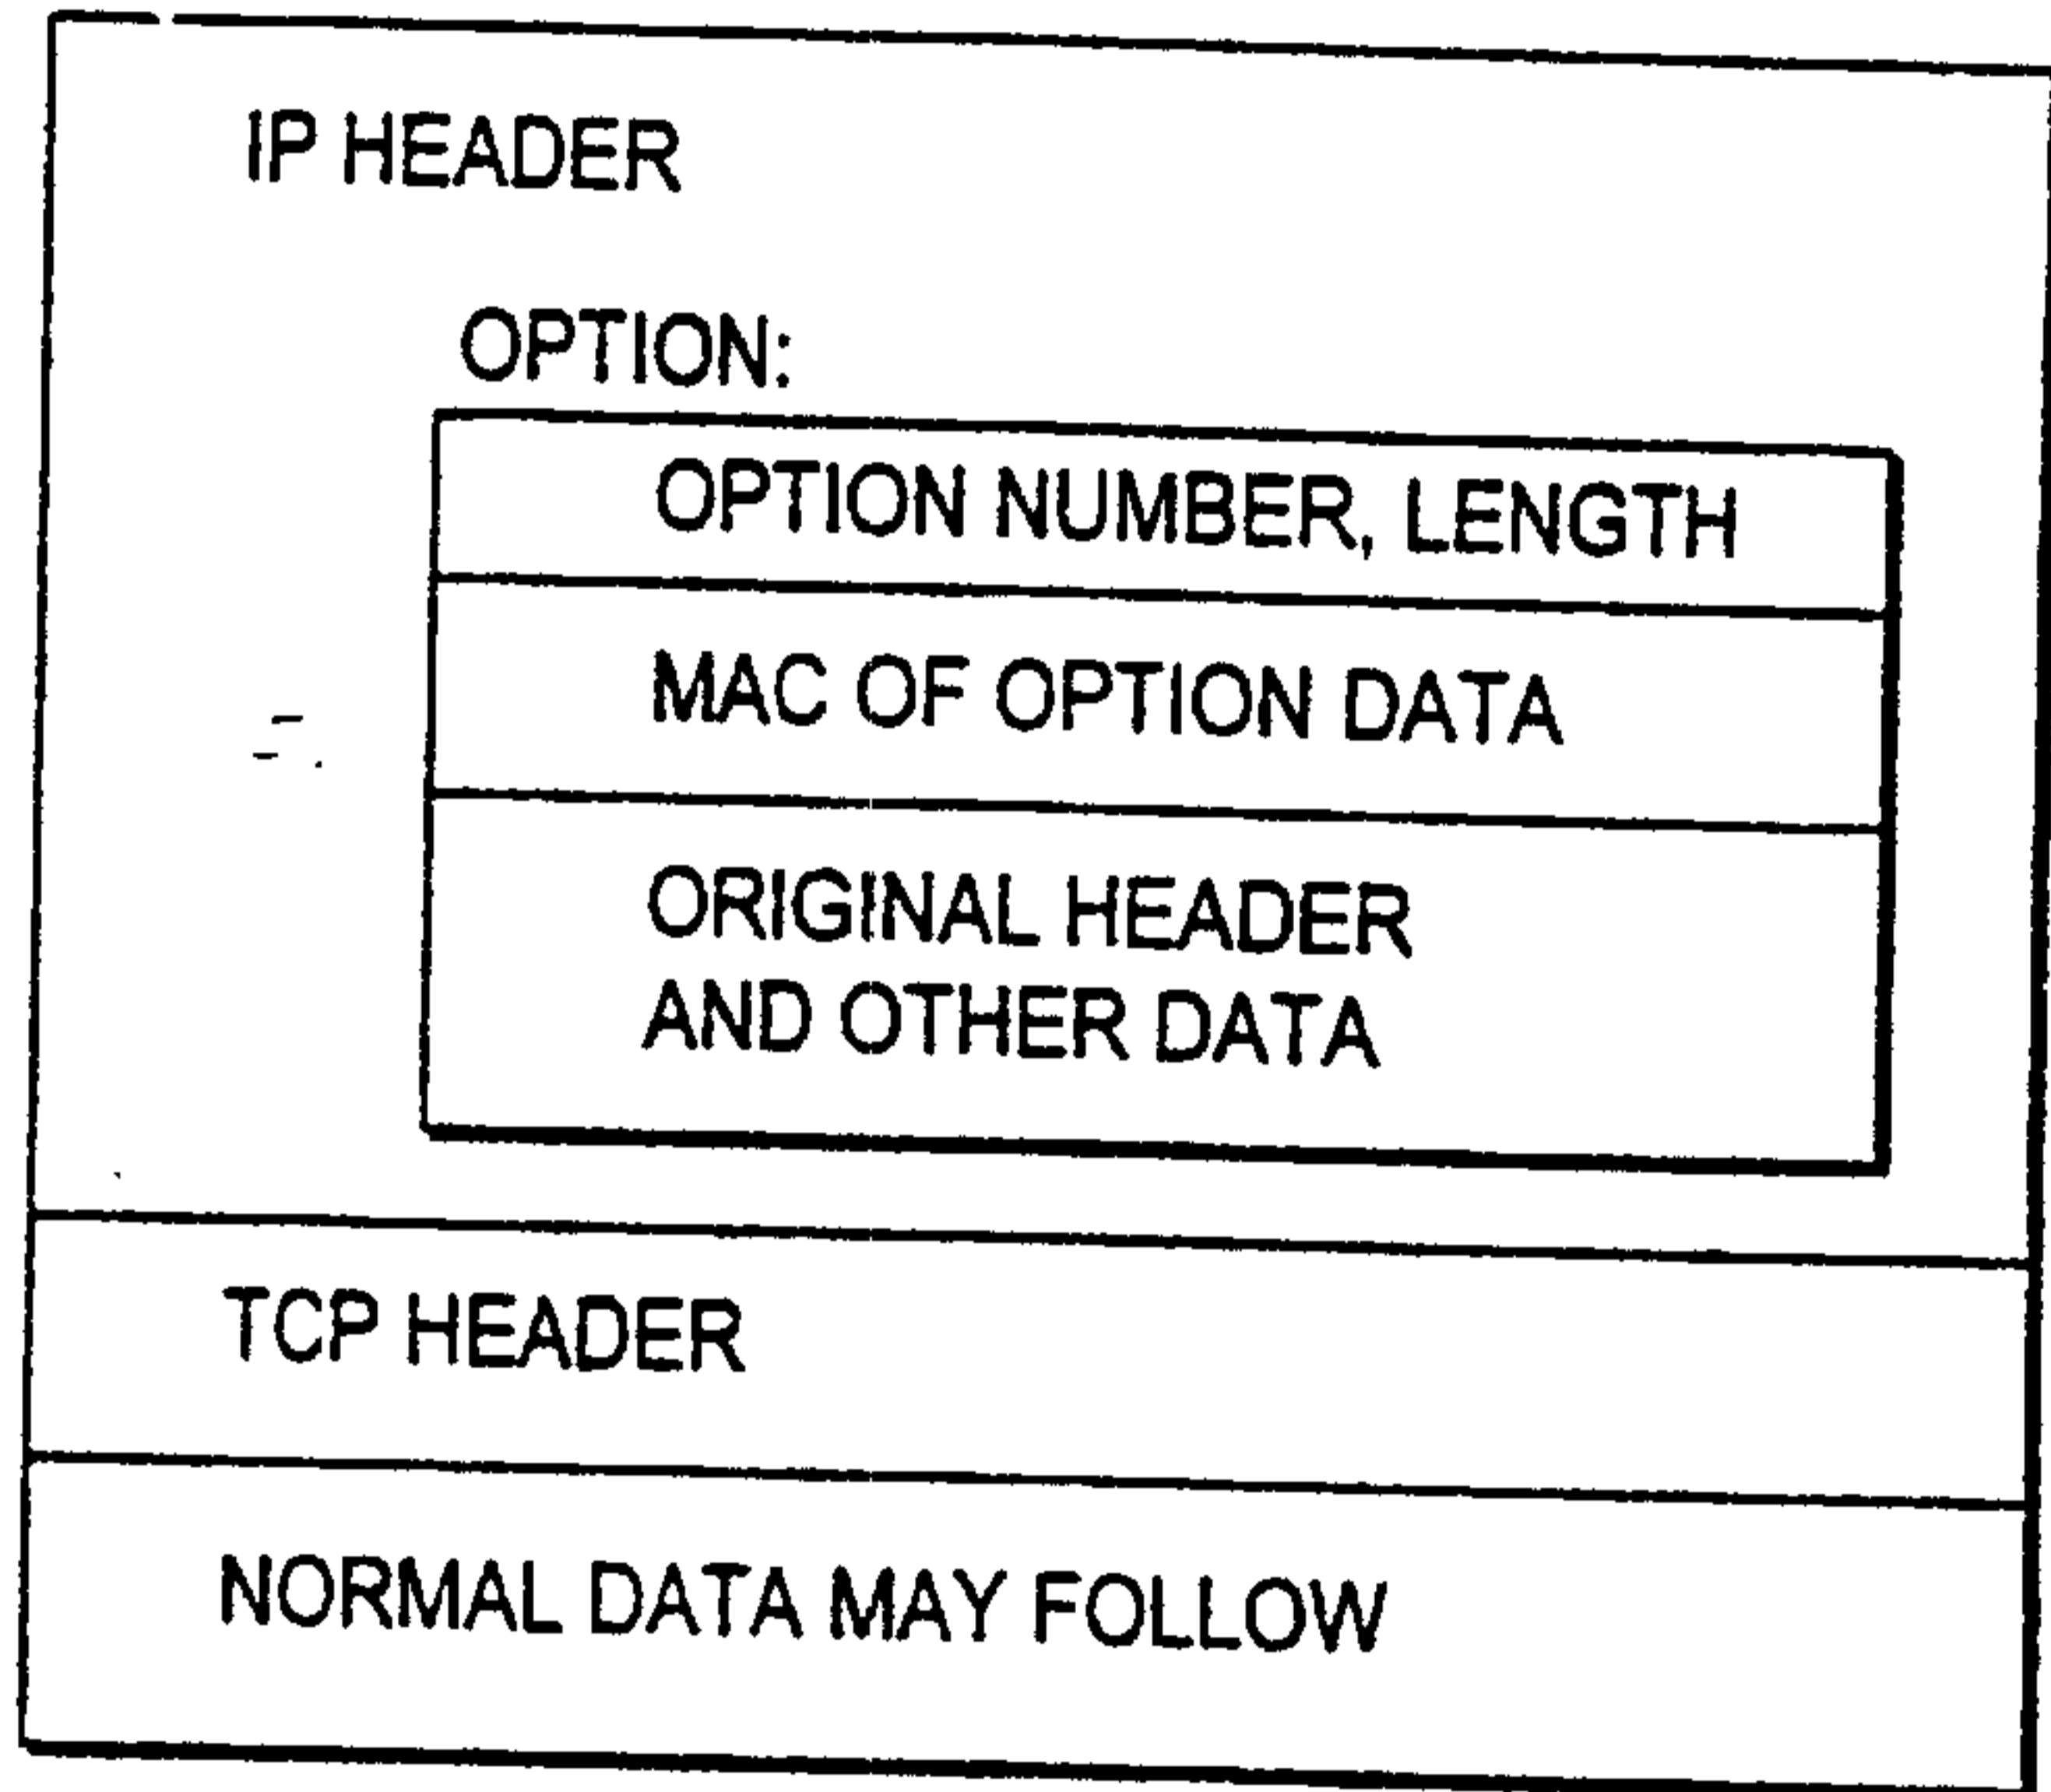 IP HEADER
OPTION:
OPTION NUMBER, LENGTH
MAC OF OPTION DATA
ORIGINAL HEADER
AND OTHER DATA
TCP HEADER
NORMAL DATA MAY FOLLOW